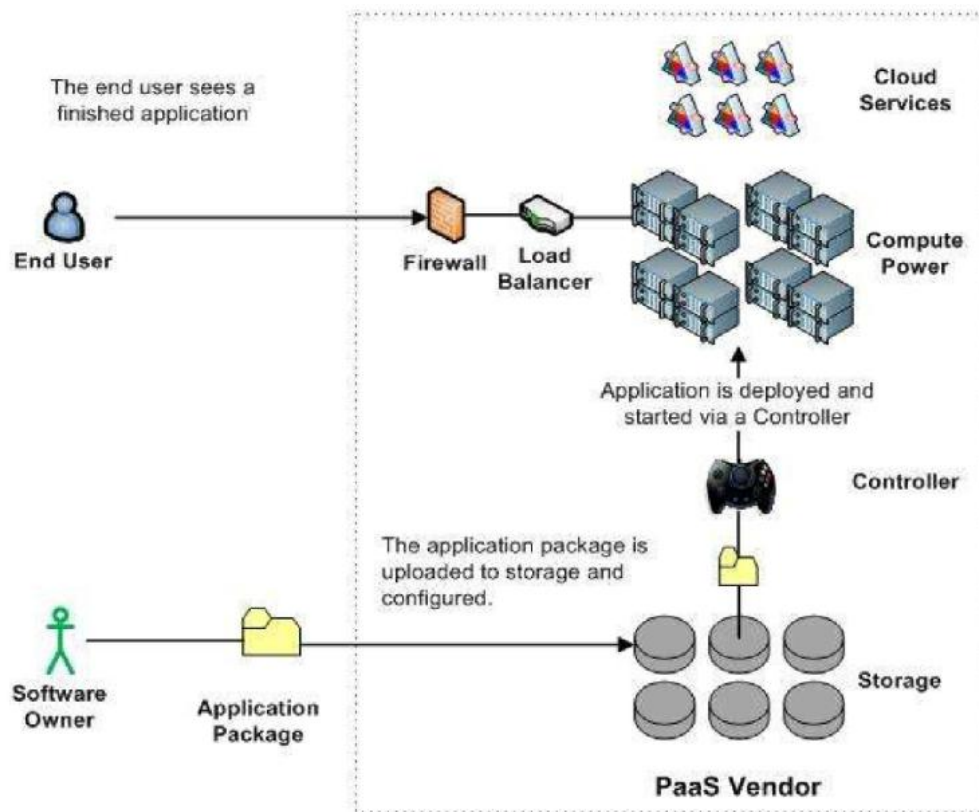 The end user sees a
finished application
Cloud
Services
End User
Firewall
Load
Balancer
Compute
Power
Application is deployed and
started via a Controller
Controller
The application package is
uploaded to storage and
configured.
Software
Owner
Application
Package
Storage
PaaS Vendor